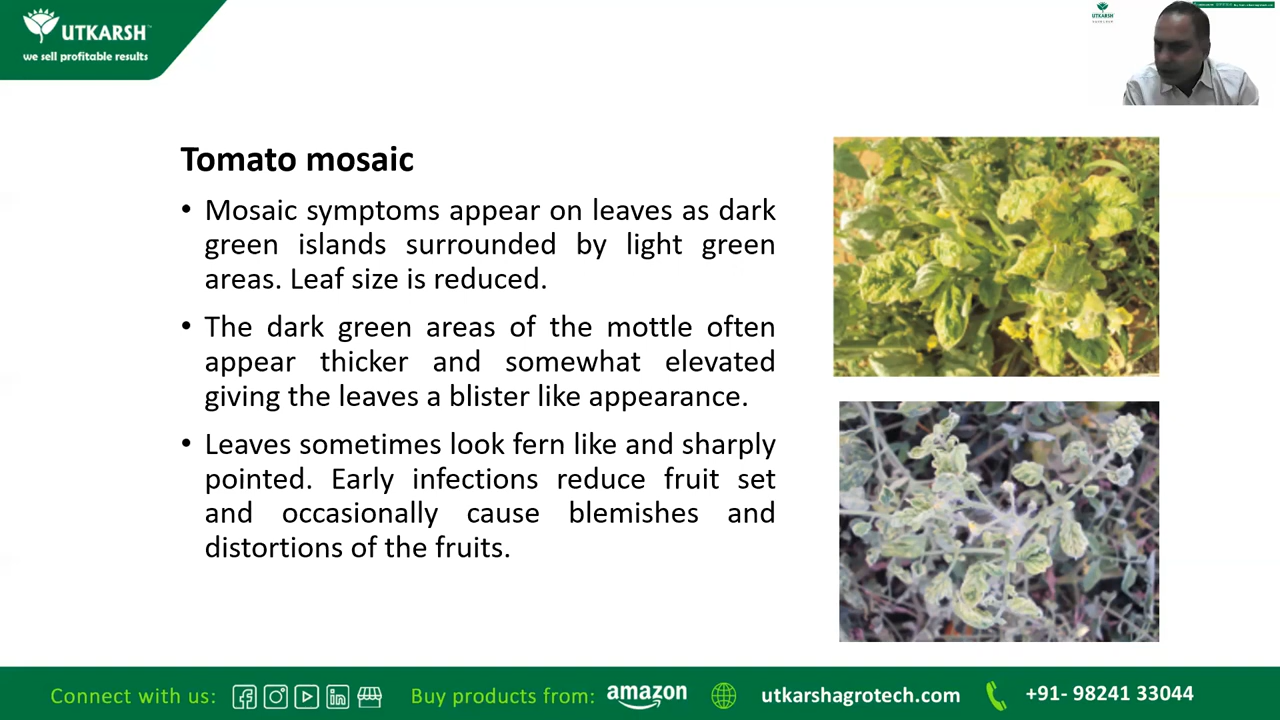 UTKARSH
we sell profitable results
UTKARSH
Tomato mosaic
• Mosaic symptoms appear on leaves as dark
green islands surrounded by light green
areas. Leaf size is reduced.
• The dark green areas of the mottle often
appear thicker and somewhat elevated
giving the leaves a blister like appearance.
• Leaves sometimes look fern like and sharply
pointed. Early infections reduce fruit set
and occasionally cause blemishes and
distortions of the fruits.
Connect with us: Buy products from: amazon utkarshagrotech.com +91- 98241 33044